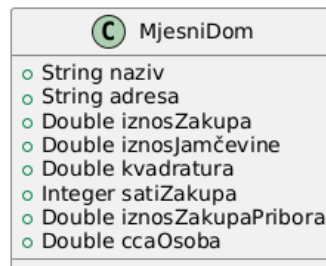 C MjesniDom
String naziv
String adresa
Double iznosZakupa
Double iznosJamčevine
Double kvadratura
Integer satiZakupa
Double iznosZakupaPribora
Double ccaOsoba